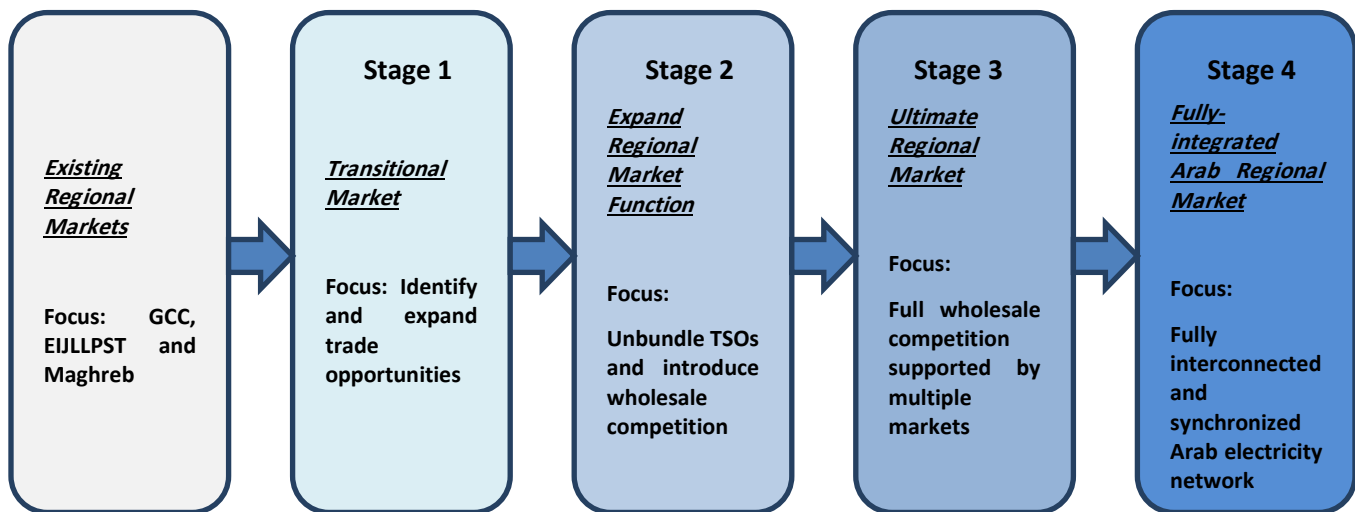 Existing
Regional
Markets
Focus: GCC,
EIJLLPST and
Maghreb
Stage 1
Transitional
Market
Focus: Identify
and expand
trade
opportunities
Stage 2
Expand
Regional
Market
Function
Focus:
Unbundle TSOs
and introduce
wholesale
competition
Stage 3
Ultimate
Regional
Market
Focus:
Full wholesale
competition
supported by
multiple
markets
Stage 4
Fully-
integrated
Arab Regional
Market
Focus:
Fully
interconnected
and
synchronized
Arab electricity
network